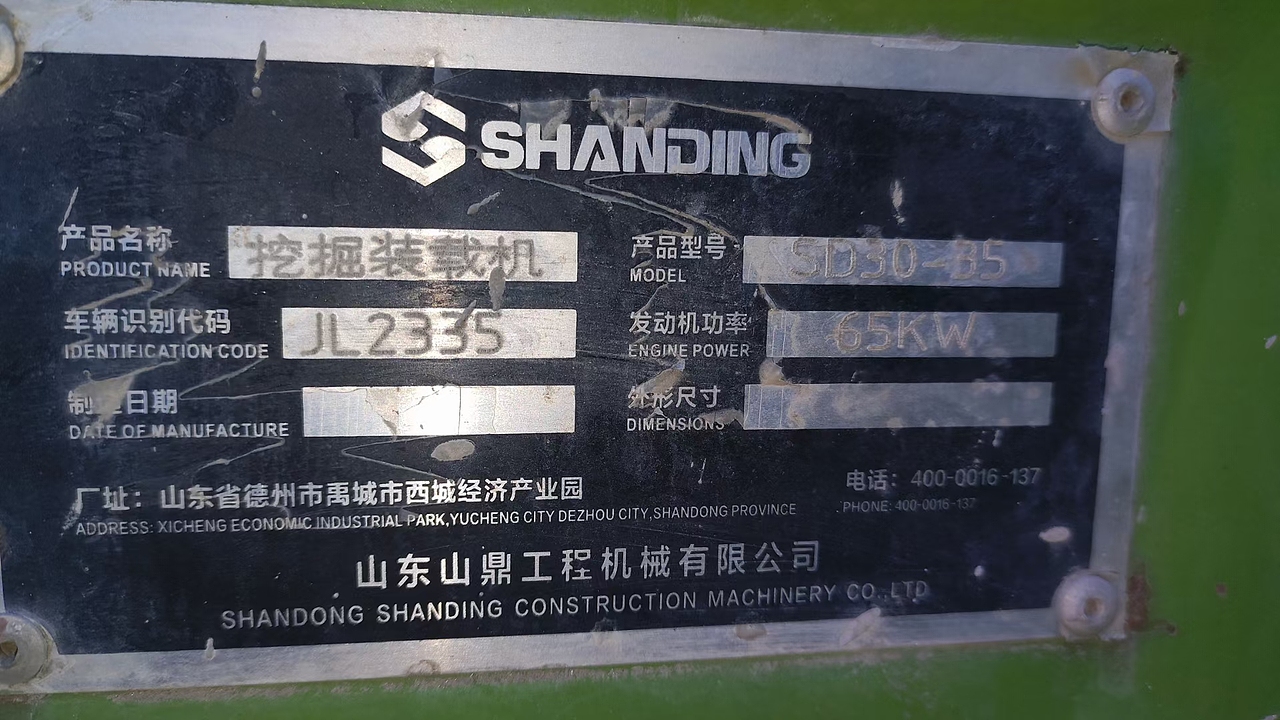 SHANDING
产品名称 挖掘装载机 产品型号 SD30-B5
PRODUCT NAME MODEL
车辆识别代码 JL2335 发动机功率 65KW
IDENTIFICATION CODE ENGINE POWER
制造日期 外形尺寸
DATE OF MANUFACTURE DIMENSIONS
厂址：山东省德州市禹城市西城经济产业园 电话：400-0016-137
ADDRESS: XICHENG ECONOMIC INDUSTRIAL PARK,YUCHENG CITY DEZHOU CITY,SHANDONG PROVINCE PHONE: 400-0016-137
山东山鼎工程机械有限公司
SHANDONG SHANDING CONSTRUCTION MACHINERY CO.,LTD